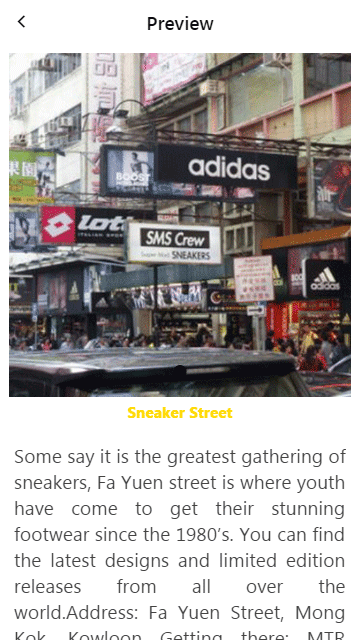 Preview
品有限
adidas
BOOST
lotto
ITALIAN SPORT
SMS Crew
Super Mall SNEAKERS
adidas
Sneaker Street
Some say it is the greatest gathering of
sneakers, Fa Yuen street is where youth
have come to get their stunning
footwear since the 1980's. You can find
the latest designs and limited edition
releases from all over the
world.Address: Fa Yuen Street, Mong
Kok, Kowloon Getting there: MTR